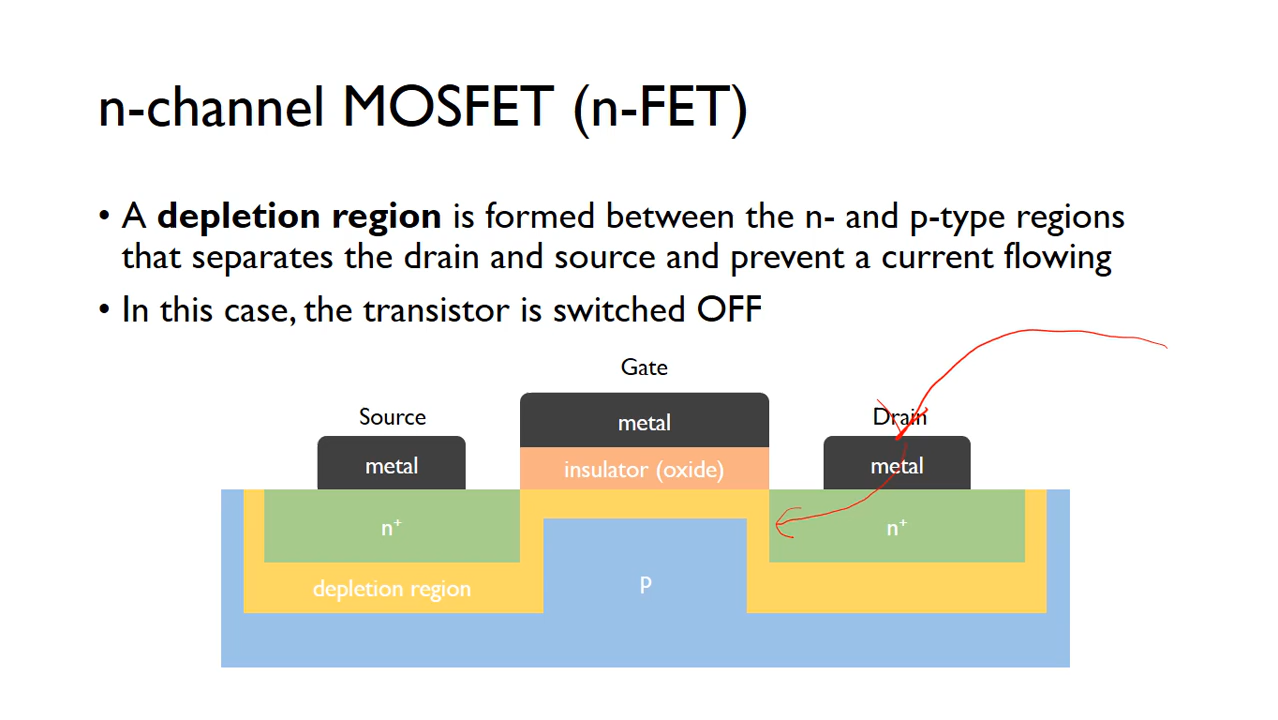 n-channel MOSFET (n-FET)
• A depletion region is formed between the n- and p-type regions
that separates the drain and source and prevent a current flowing
• In this case, the transistor is switched OFF
Gate
Source
Drain
metal
metal
metal
insulator (oxide)
n⁺
n⁺
depletion region
p